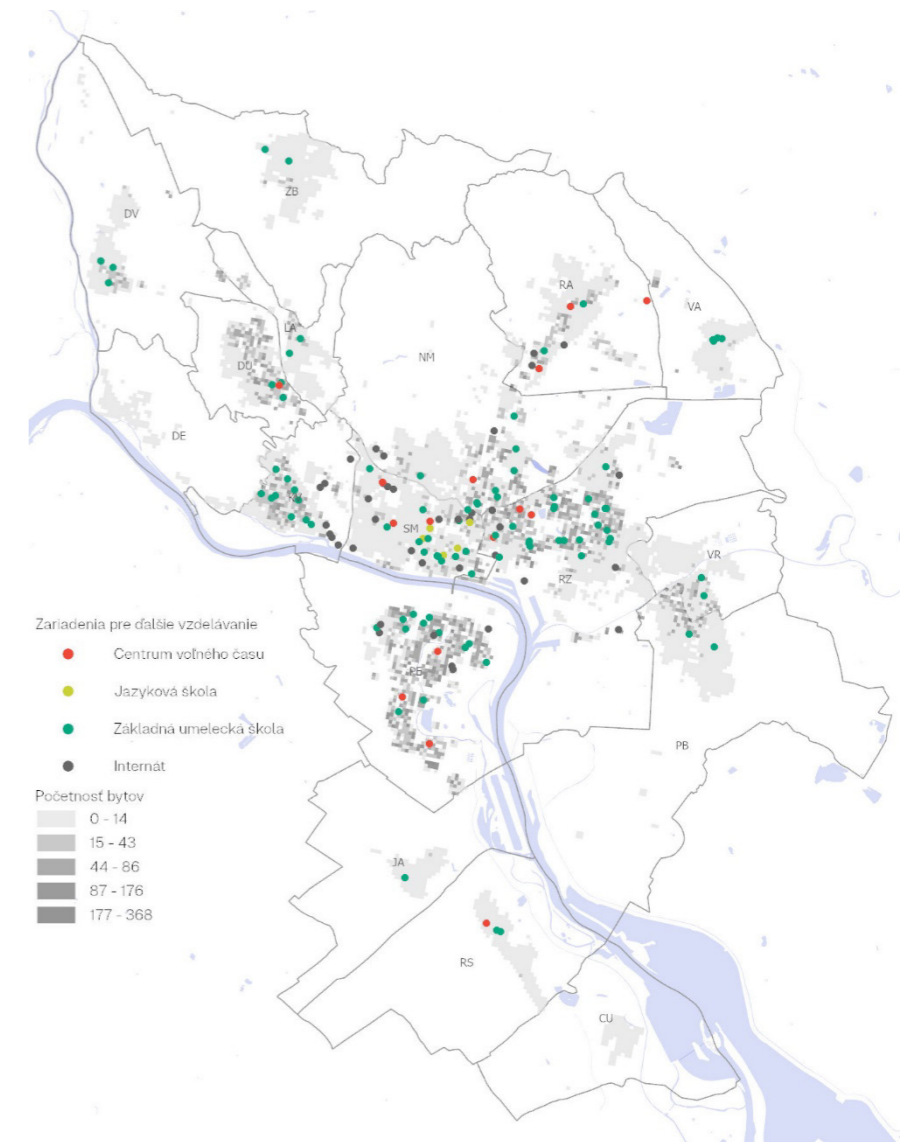 ZB
DV
RA
VA
LA
NM
DÚ
DE
SM
VR
RZ
PE
PB
JA
RS
CU
Zariadenia pre ďalšie vzdelávanie
Centrum voľného času
Jazyková škola
Základná umelecká škola
Internát
Početnosť bytov
0 - 14
15 - 43
44 - 86
87 - 176
177 - 368